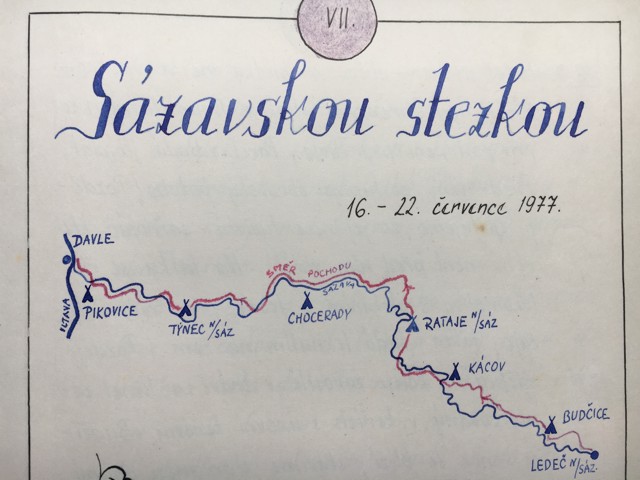 VII.
Sázavskou stezkou
16. - 22. července 1977.
DAVLE
SMĚR POCHODU
SÁZAVA
VLTAVA
PIKOVICE
TÝNEC N/SÁZ
CHOCERADY
RATAJE N/SÁZ
KÁCOV
BUDČICE
LEDEČ N/SÁZ.